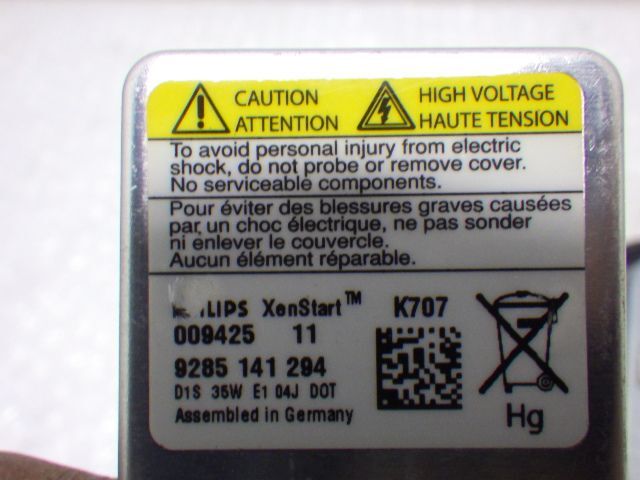 CAUTION
ATTENTION
HIGH VOLTAGE
HAUTE TENSION
To avoid personal injury from electric
shock, do not probe or remove cover.
No serviceable components.
Pour éviter des blessures graves causées
par un choc électrique, ne pas sonder
ni enlever le couvercle.
Aucun élément réparable.
PHILIPS XenStart™ K707
009425 11
9285 141 294
D1S 35W E1 04J DOT
Assembled in Germany
Hg